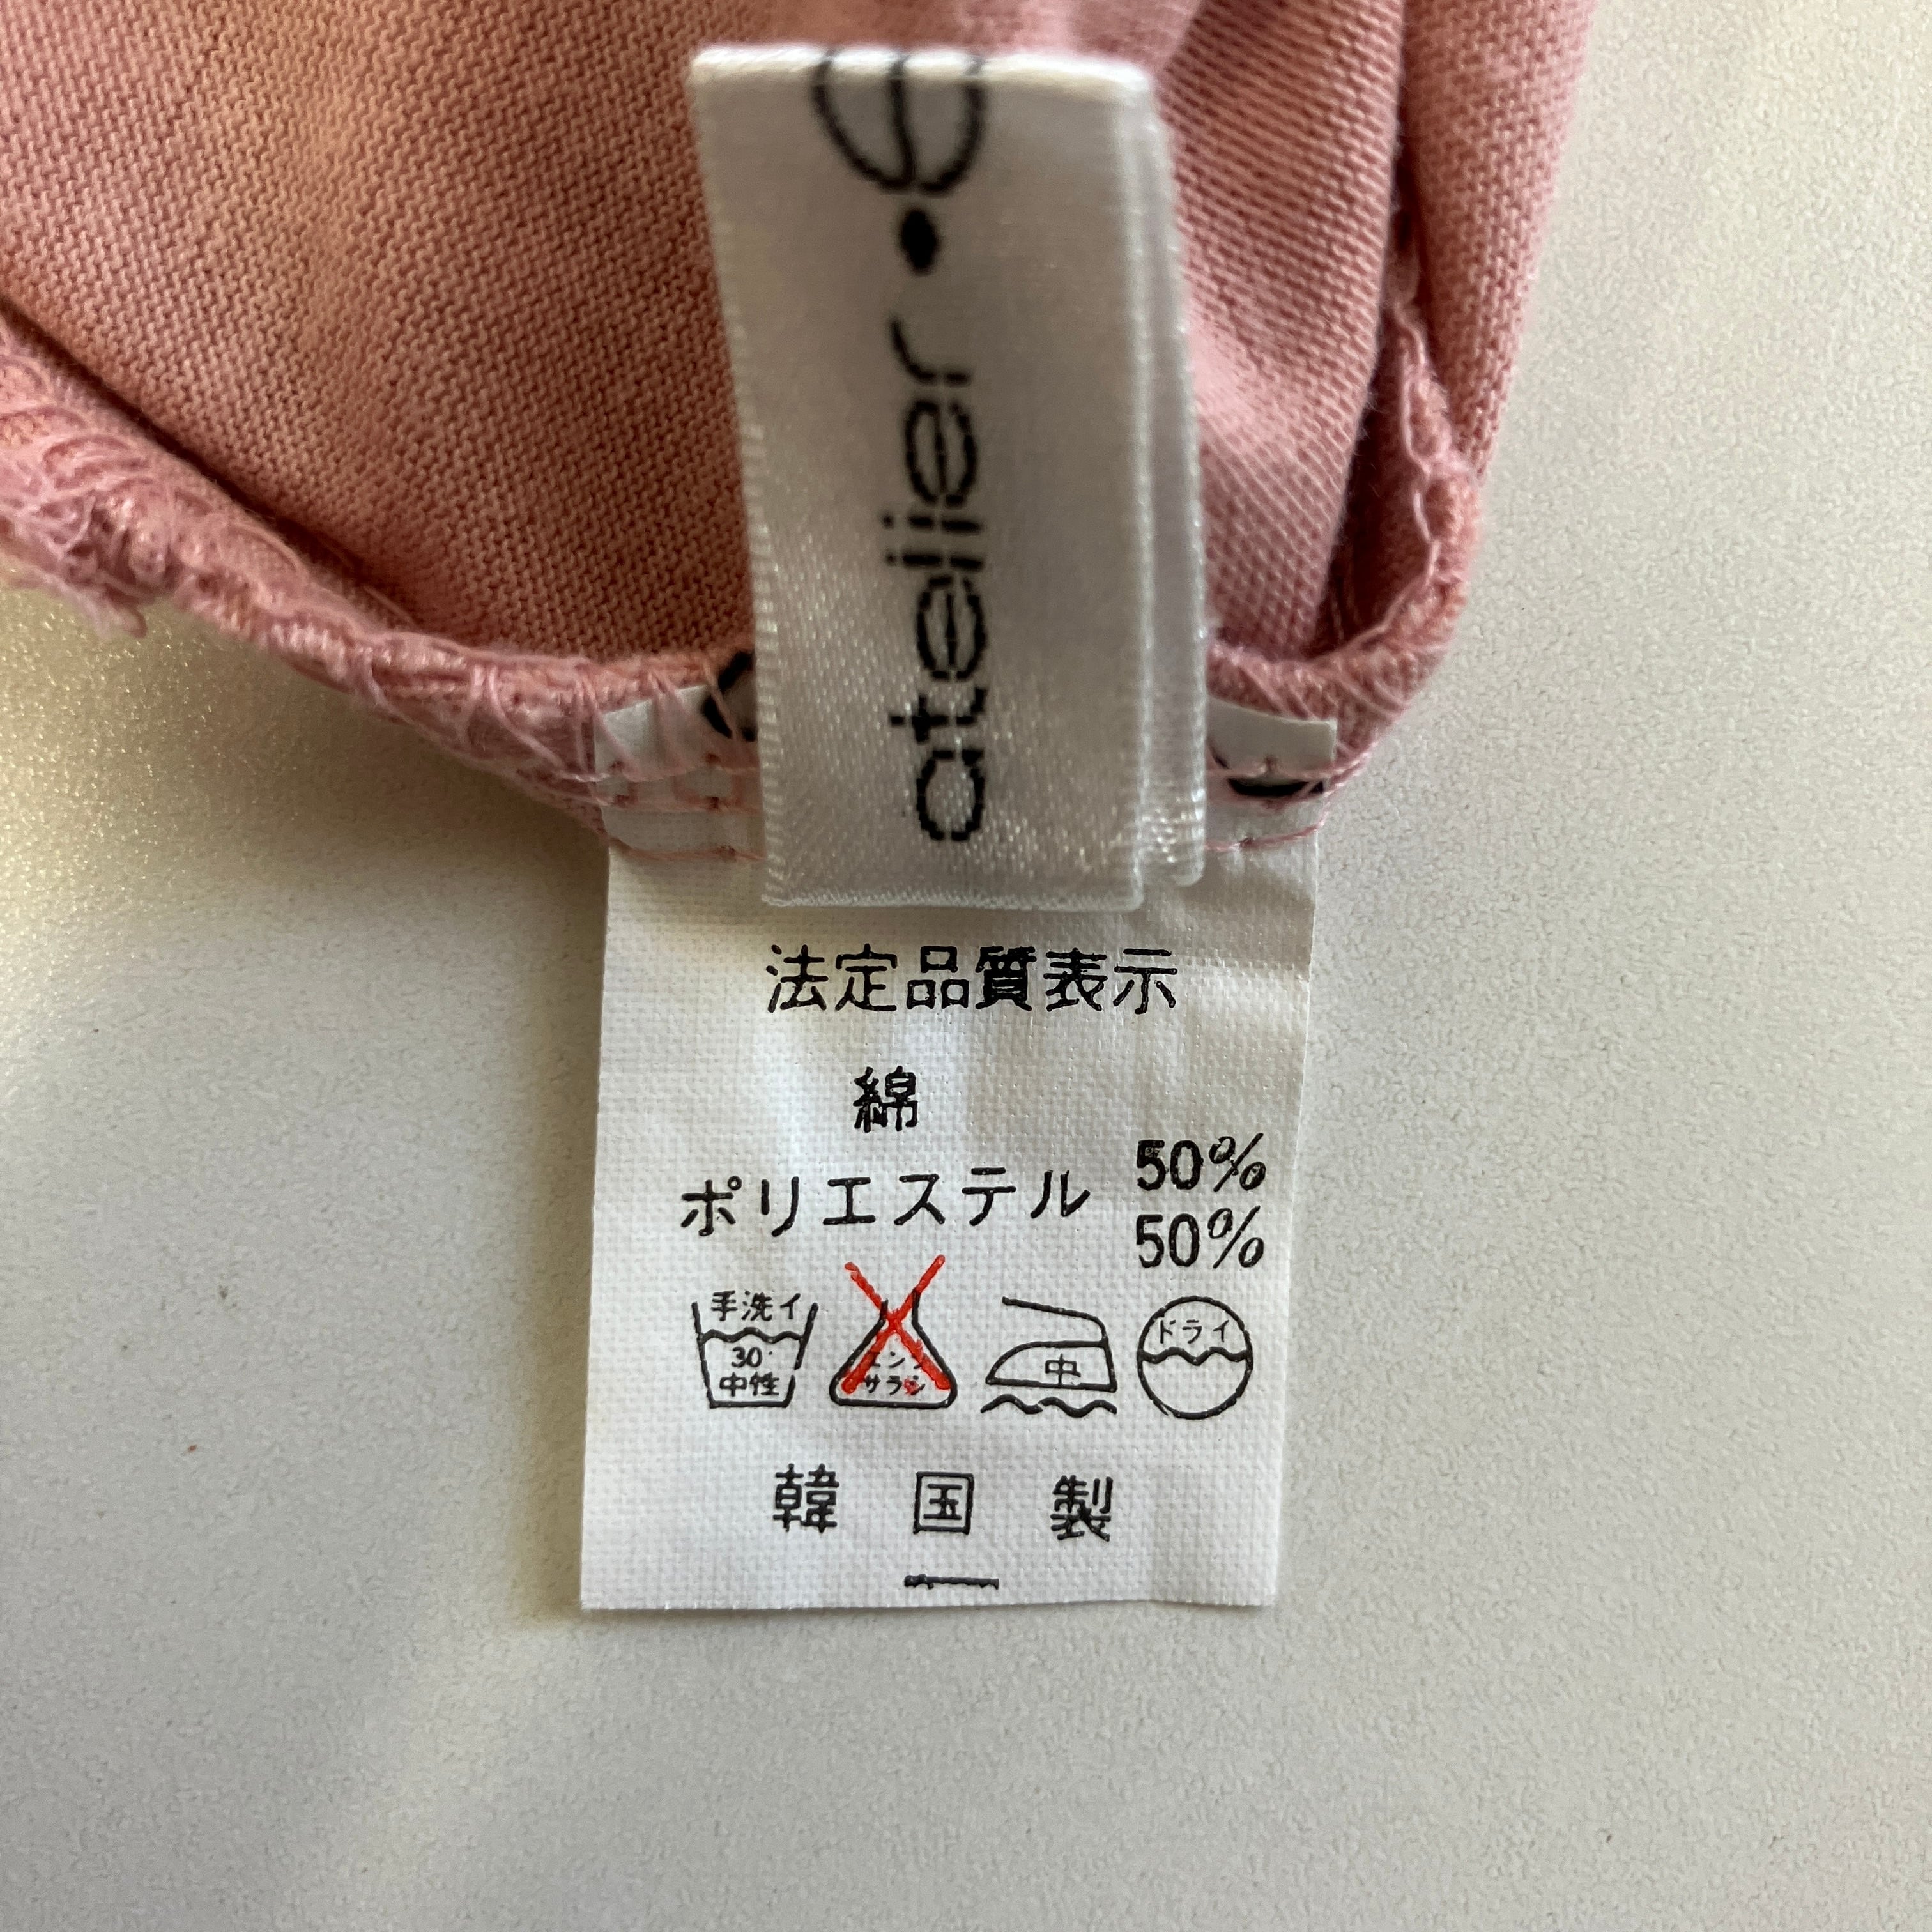 atelier
法定品質表示
綿
ポリエステル
50%
50%
手洗イ
30
中性
エンソ
サラシ
中
ドライ
韓国製